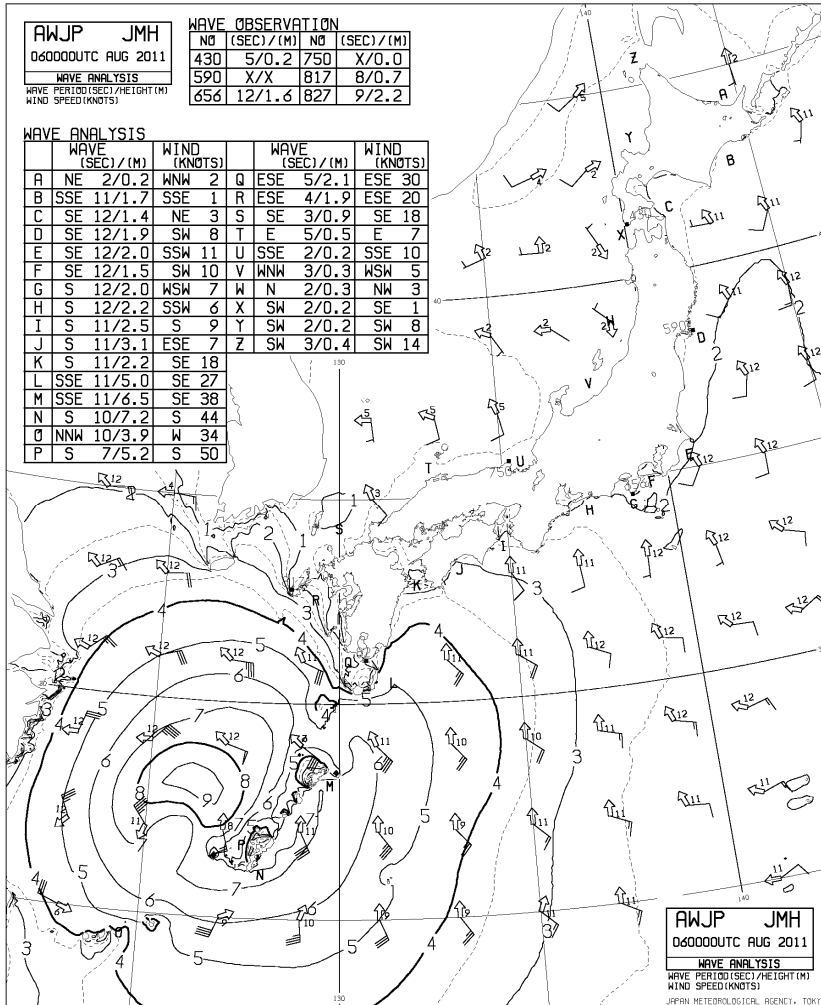 AWJP JMH
060000UTC AUG 2011
WAVE ANALYSIS
WAVE PERIOD(SEC)/HEIGHT(M)
WIND SPEED(KNOTS)
WAVE OBSERVATION
NO (SEC)/(M) NO (SEC)/(M)
430 5/0.2 750 X/0.0
590 X/X 817 8/0.7
656 12/1.6 827 9/2.2
WAVE ANALYSIS
WAVE (SEC)/(M) WIND (KNOTS) WAVE (SEC)/(M) WIND (KNOTS)
A NE 2/0.2 WNW 2 Q ESE 5/2.1 ESE 30
B SSE 11/1.7 SSE 1 R ESE 4/1.9 ESE 20
C SE 12/1.4 NE 3 S SE 3/0.9 SE 18
D SE 12/1.9 SW 8 T E 5/0.5 E 7
E SE 12/2.0 SSW 11 U SSE 2/0.2 SSE 10
F SE 12/1.5 SW 10 V WNW 3/0.3 WSW 5
G S 12/2.0 WSW 7 W N 2/0.3 NW 3
H S 12/2.2 SSW 6 X SW 2/0.2 SE 1
I S 11/2.5 S 9 Y SW 2/0.2 SW 8
J S 11/3.1 ESE 7 Z SW 3/0.4 SW 14
K S 11/2.2 SE 18
L SSE 11/5.0 SE 27
M SSE 11/6.5 SE 38
N S 10/7.2 S 44
O NNW 10/3.9 W 34
P S 7/5.2 S 50
140
Z
A
Y
B
C
X
40
590
D
W
V
130
T
U
E
F
G
H
I
S
J
K
R
Q
L
M
P
N
140
130
AWJP JMH
060000UTC AUG 2011
WAVE ANALYSIS
WAVE PERIOD(SEC)/HEIGHT(M)
WIND SPEED(KNOTS)
JAPAN METEOROLOGICAL AGENCY, TOKY